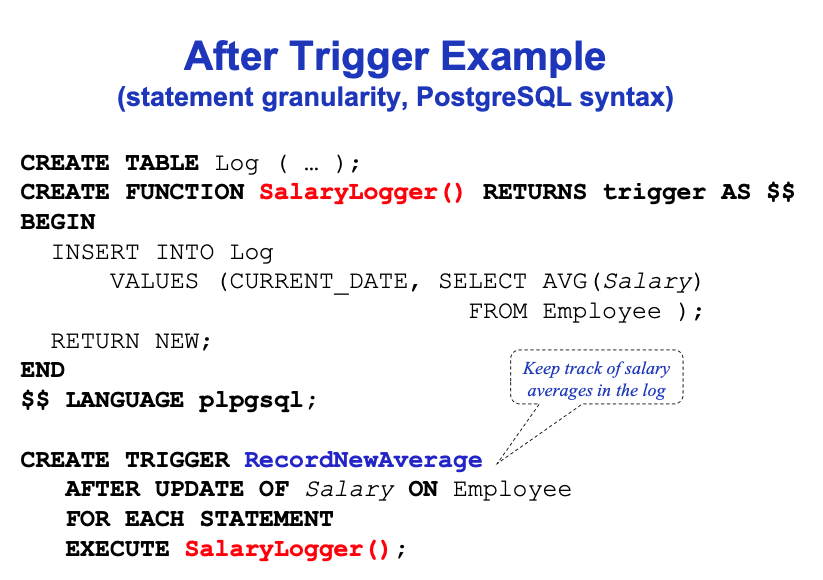 After Trigger Example
(statement granularity, PostgreSQL syntax)
CREATE TABLE Log ( … );
CREATE FUNCTION SalaryLogger() RETURNS trigger AS $$
BEGIN
INSERT INTO Log
VALUES (CURRENT_DATE, SELECT AVG(Salary)
FROM Employee );
RETURN NEW;
END
$$ LANGUAGE plpgsql;
Keep track of salary
averages in the log
CREATE TRIGGER RecordNewAverage
AFTER UPDATE OF Salary ON Employee
FOR EACH STATEMENT
EXECUTE SalaryLogger();